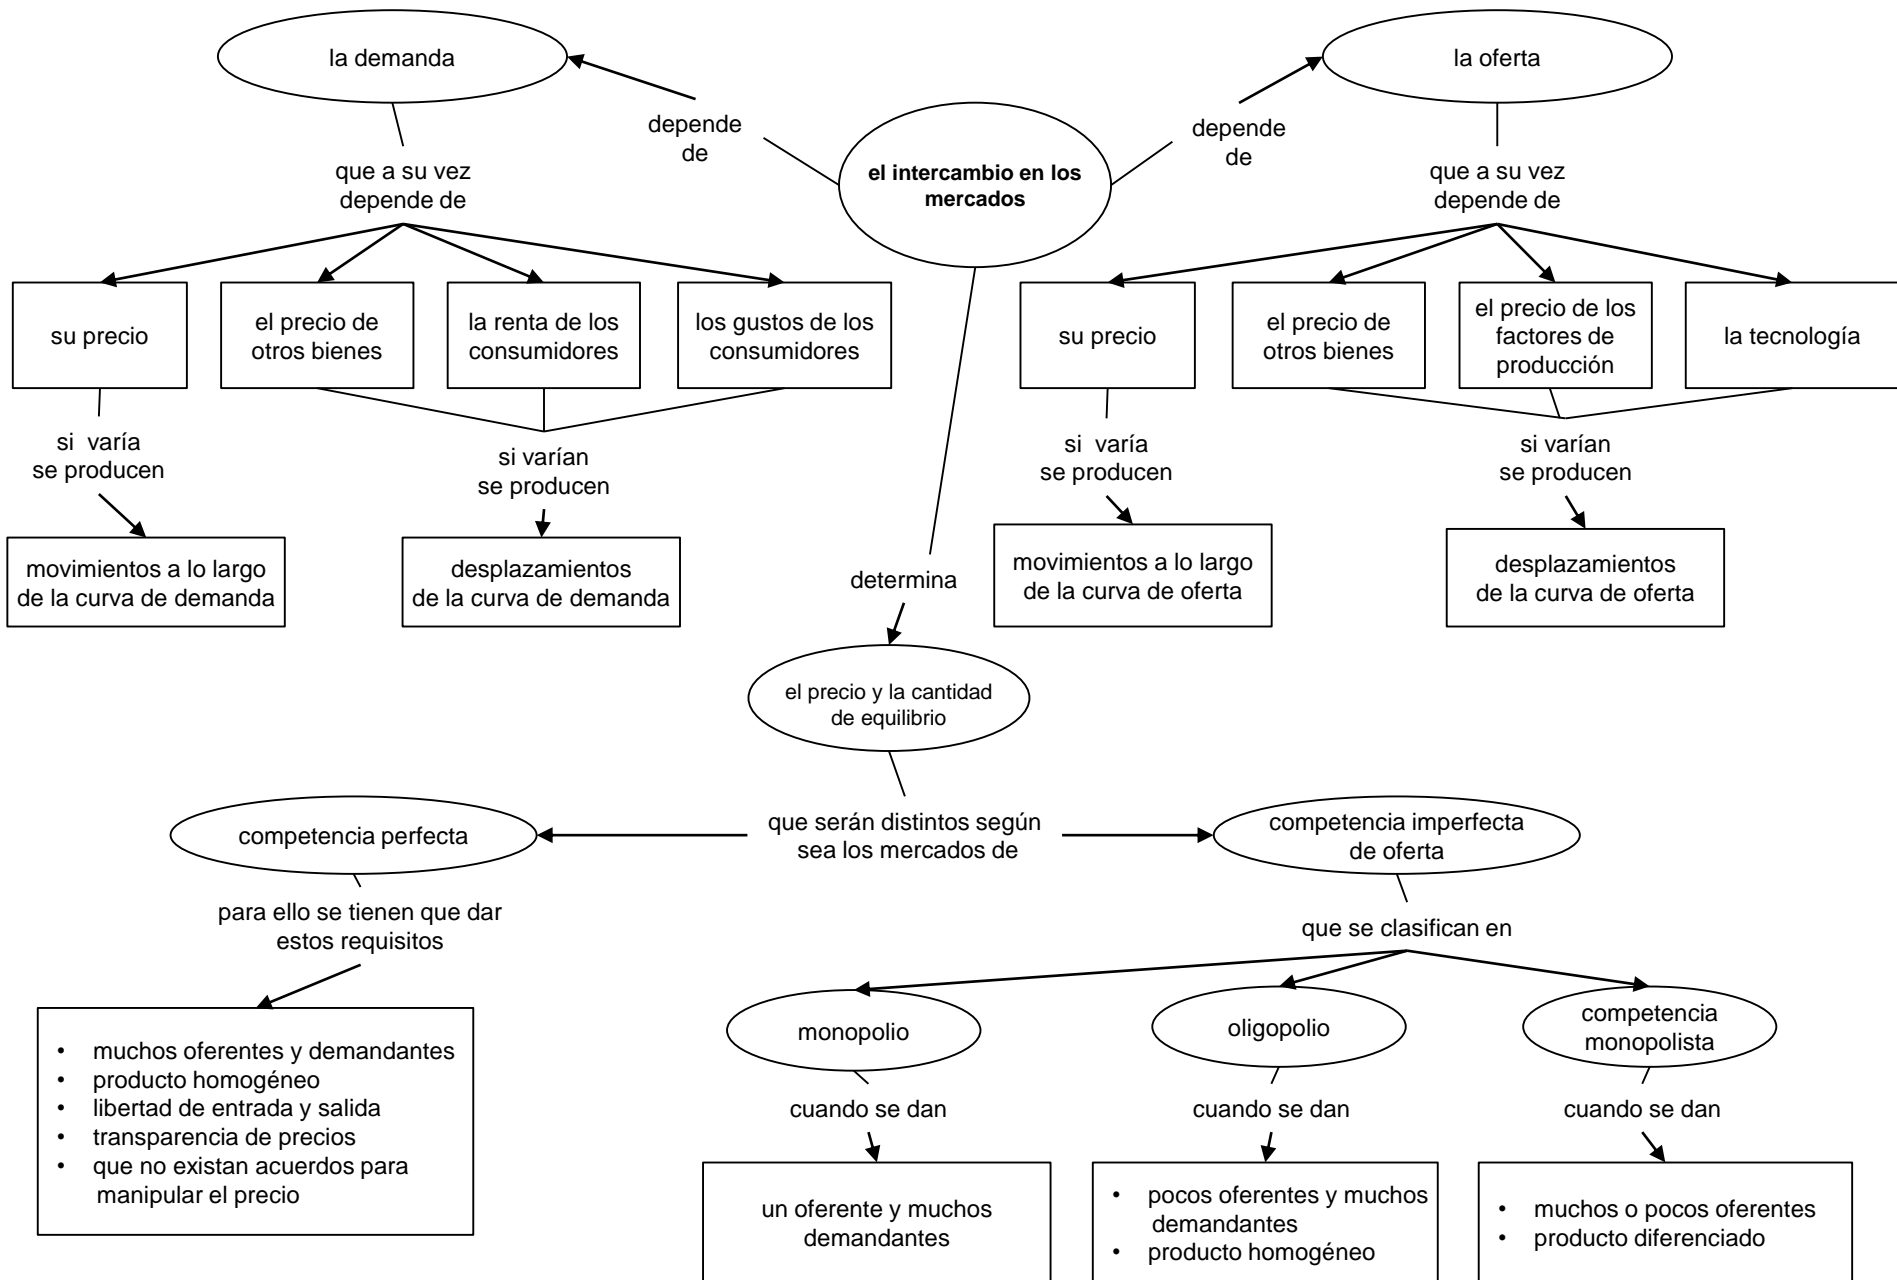 la demanda
la oferta
depende
de
el intercambio en los
mercados
depende
de
que a su vez
depende de
que a su vez
depende de
su precio
el precio de
otros bienes
la renta de los
consumidores
los gustos de los
consumidores
su precio
el precio de
otros bienes
el precio de los
factores de
producción
la tecnología
si varía
se producen
si varían
se producen
si varía
se producen
si varían
se producen
movimientos a lo largo
de la curva de demanda
desplazamientos
de la curva de demanda
determina
movimientos a lo largo
de la curva de oferta
desplazamientos
de la curva de oferta
el precio y la cantidad
de equilibrio
competencia perfecta
que serán distintos según
sea los mercados de
competencia imperfecta
de oferta
para ello se tienen que dar
estos requisitos
que se clasifican en
• muchos oferentes y demandantes
• producto homogéneo
• libertad de entrada y salida
• transparencia de precios
• que no existan acuerdos para
manipular el precio
monopolio
oligopolio
competencia
monopolista
cuando se dan
cuando se dan
cuando se dan
un oferente y muchos
demandantes
• pocos oferentes y muchos
demandantes
• producto homogéneo
• muchos o pocos oferentes
• producto diferenciado